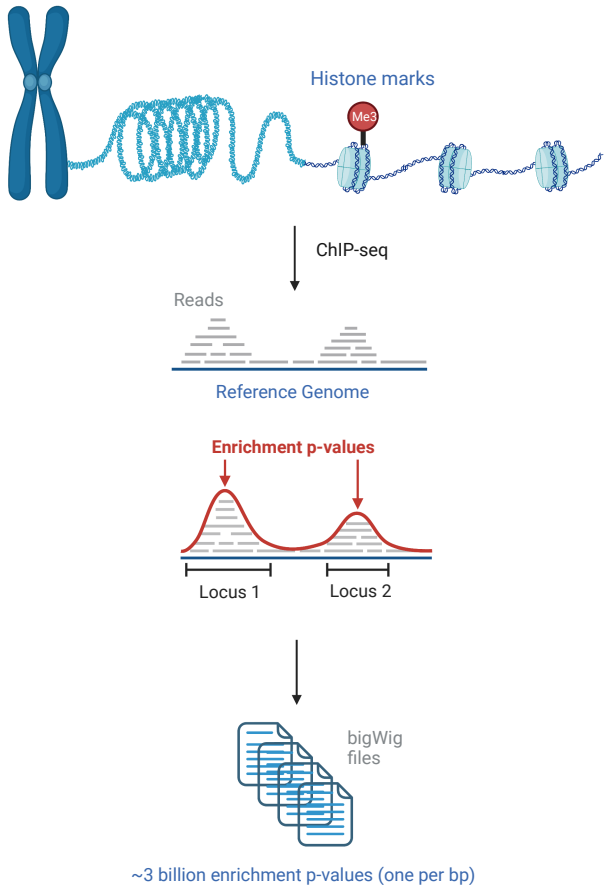 Histone marks
Me3
ChIP-seq
Reads
Reference Genome
Enrichment p-values
Locus 1
Locus 2
bigWig
files
~3 billion enrichment p-values (one per bp)